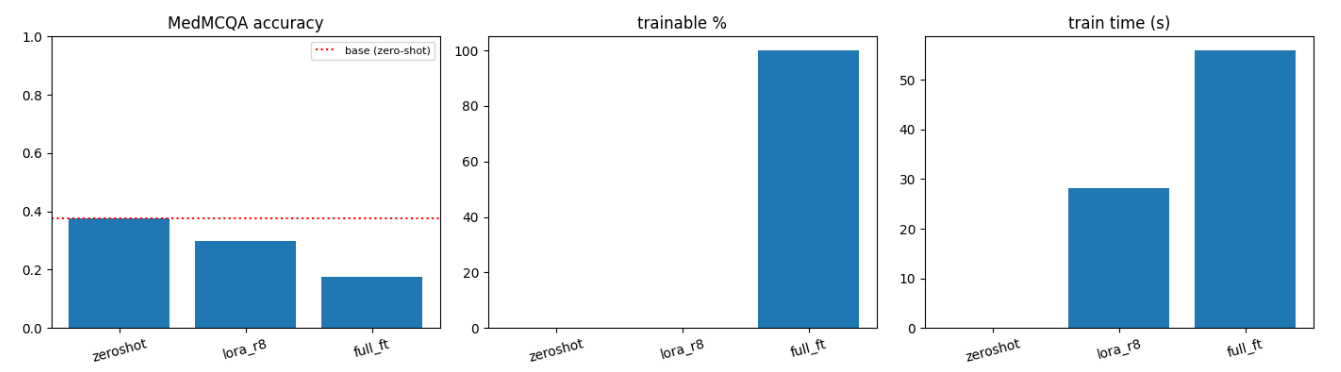 MedMCQA accuracy
1.0
0.8
0.6
0.4
0.2
0.0
base (zero-shot)
zeroshot
lora_r8
full_ft
trainable %
100
80
60
40
20
0
zeroshot
lora_r8
full_ft
train time (s)
50
40
30
20
10
0
zeroshot
lora_r8
full_ft